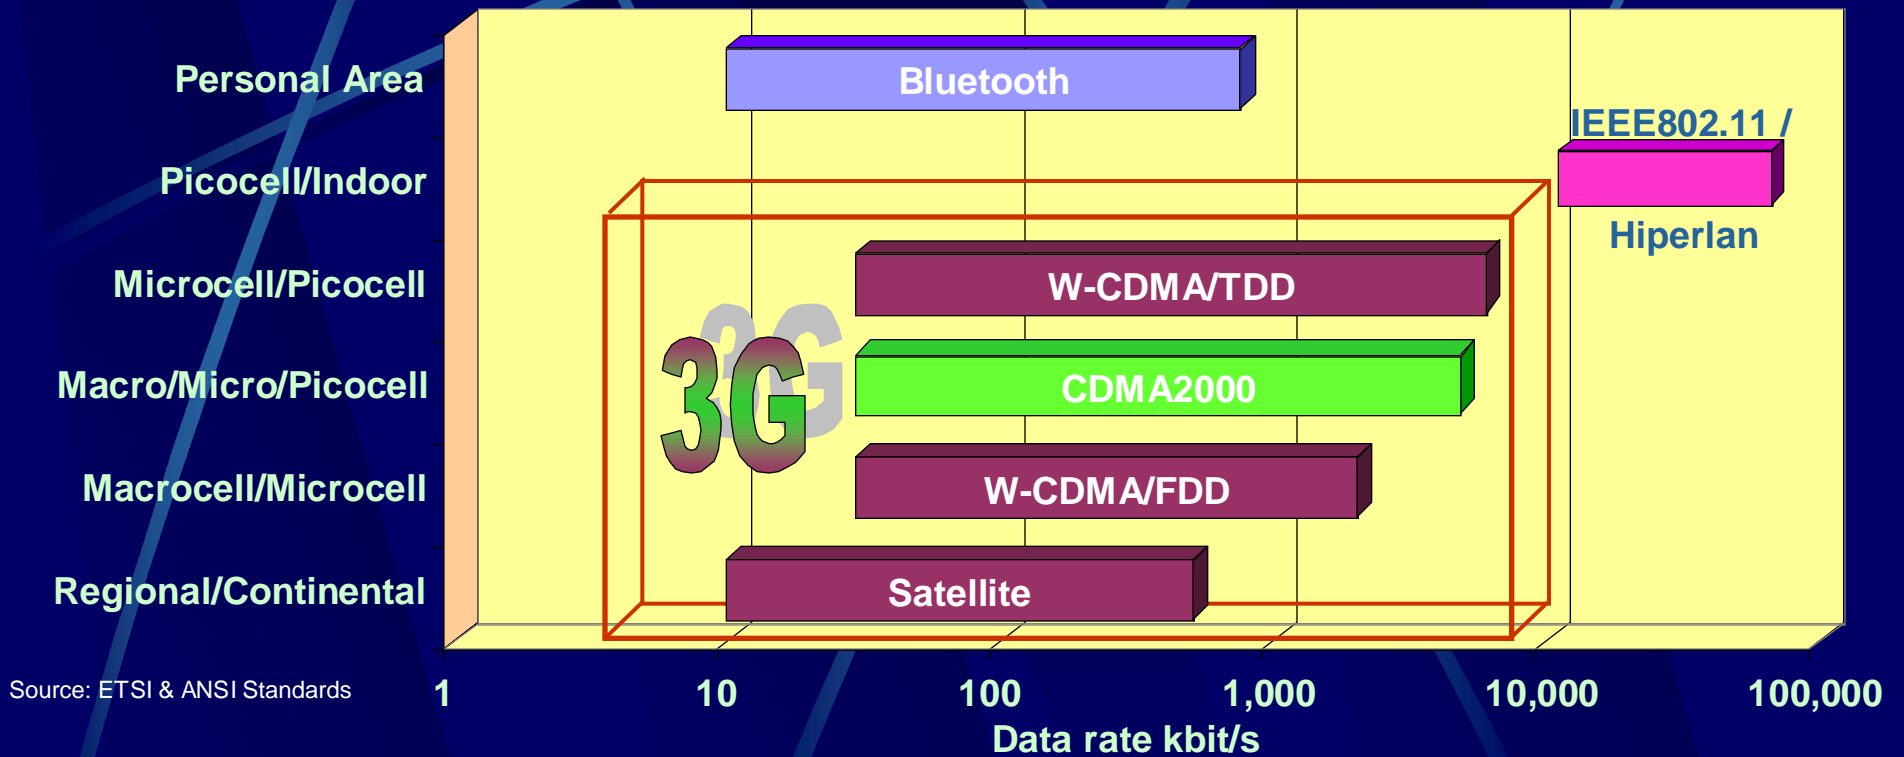 Personal Area
Bluetooth
IEEE802.11 /
Picocell/Indoor
Hiperlan
Microcell/Picocell
W-CDMA/TDD
3G
Macro/Micro/Picocell
CDMA2000
Macrocell/Microcell
W-CDMA/FDD
Regional/Continental
Satellite
Source: ETSI & ANSI Standards
1 10 100 1,000 10,000 100,000
Data rate kbit/s